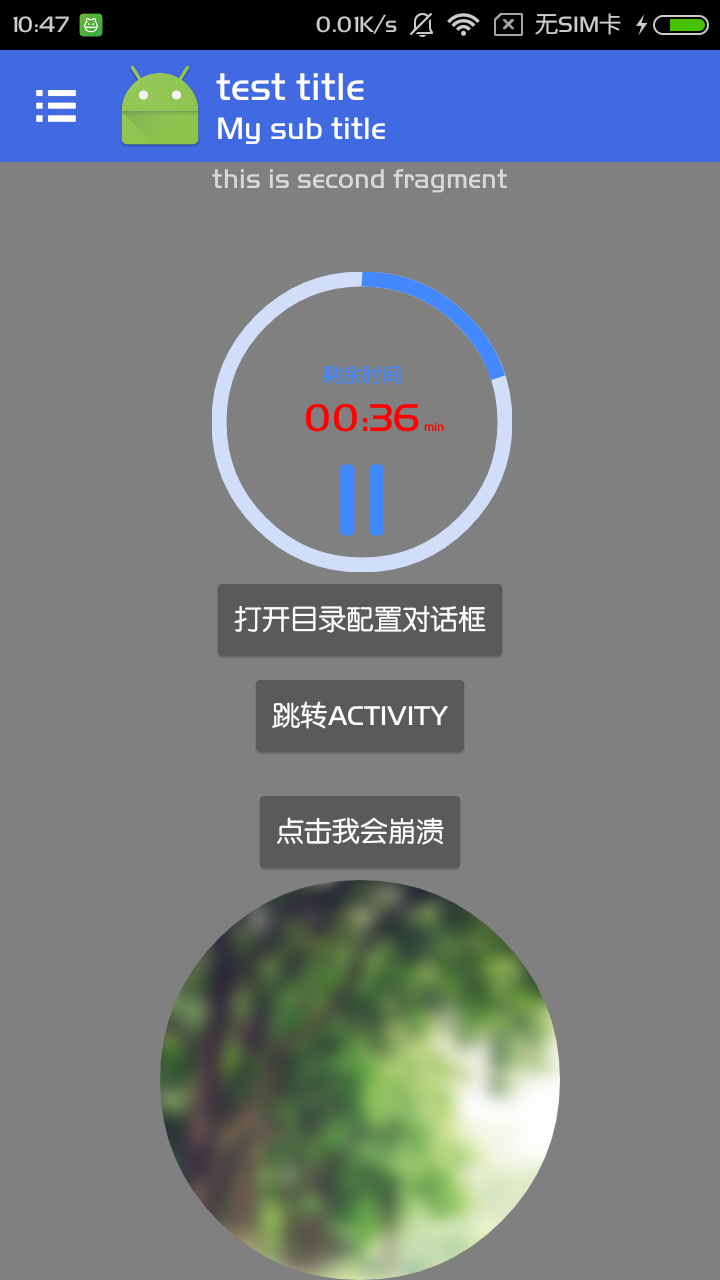 10:47 0.01K/s 无SIM卡
test title
My sub title
this is second fragment
剩余时间
00:36 min
打开目录配置对话框
跳转ACTIVITY
点击我会崩溃